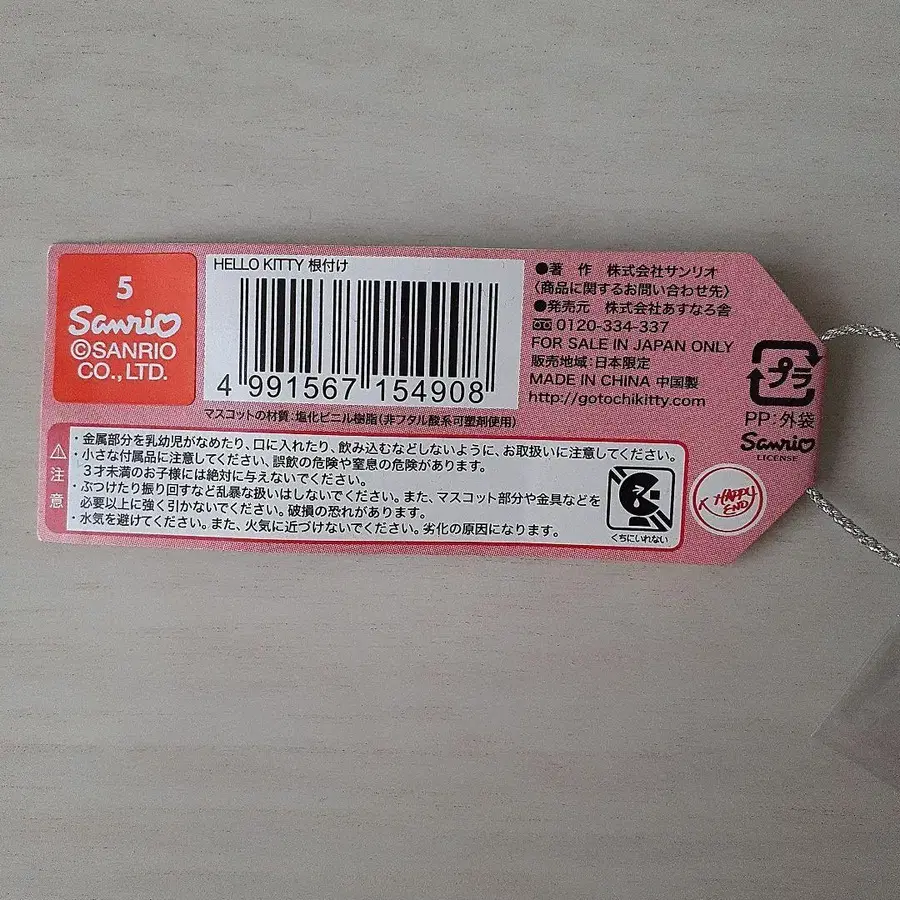 5
Sanrio
©SANRIO
CO.,LTD.
HELLO KITTY 根付け
4 991567 154908
マスコットの材質:塩化ビニル樹脂(非フタル酸系可塑剤使用)
●著 作 株式会社サンリオ
〈商品に関するお問い合わせ先〉
●発売元 株式会社あすなろ舎
0120-334-337
FOR SALE IN JAPAN ONLY
販売地域:日本限定
MADE IN CHINA 中国製
http://gotochikitty.com
プラ
PP:外袋
Sanrio
LICENSE
注意
・金属部分を乳幼児がなめたり、口に入れたり、飲み込むなどしないように、お取扱いに注意してください。
・小さな付属品に注意してください。誤飲の危険や窒息の危険があります。
3才未満のお子様には絶対に与えないでください。
・ぶつけたり振り回すなど乱暴な扱いはしないでください。また、マスコット部分や金具などを
必要以上に強く引かないでください。破損の恐れがあります。
・水気を避けてください。また、火気に近づけないでください。劣化の原因になります。
くちにいれない
HAPPY
END